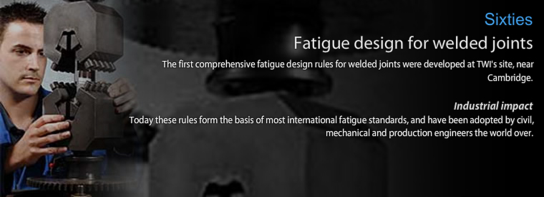 Sixties
Fatigue design for welded joints
The first comprehensive fatigue design rules for welded joints were developed at TWI's site, near
Cambridge.
Industrial impact
Today these rules form the basis of most international fatigue standards, and have been adopted by civil,
mechanical and production engineers the world over.